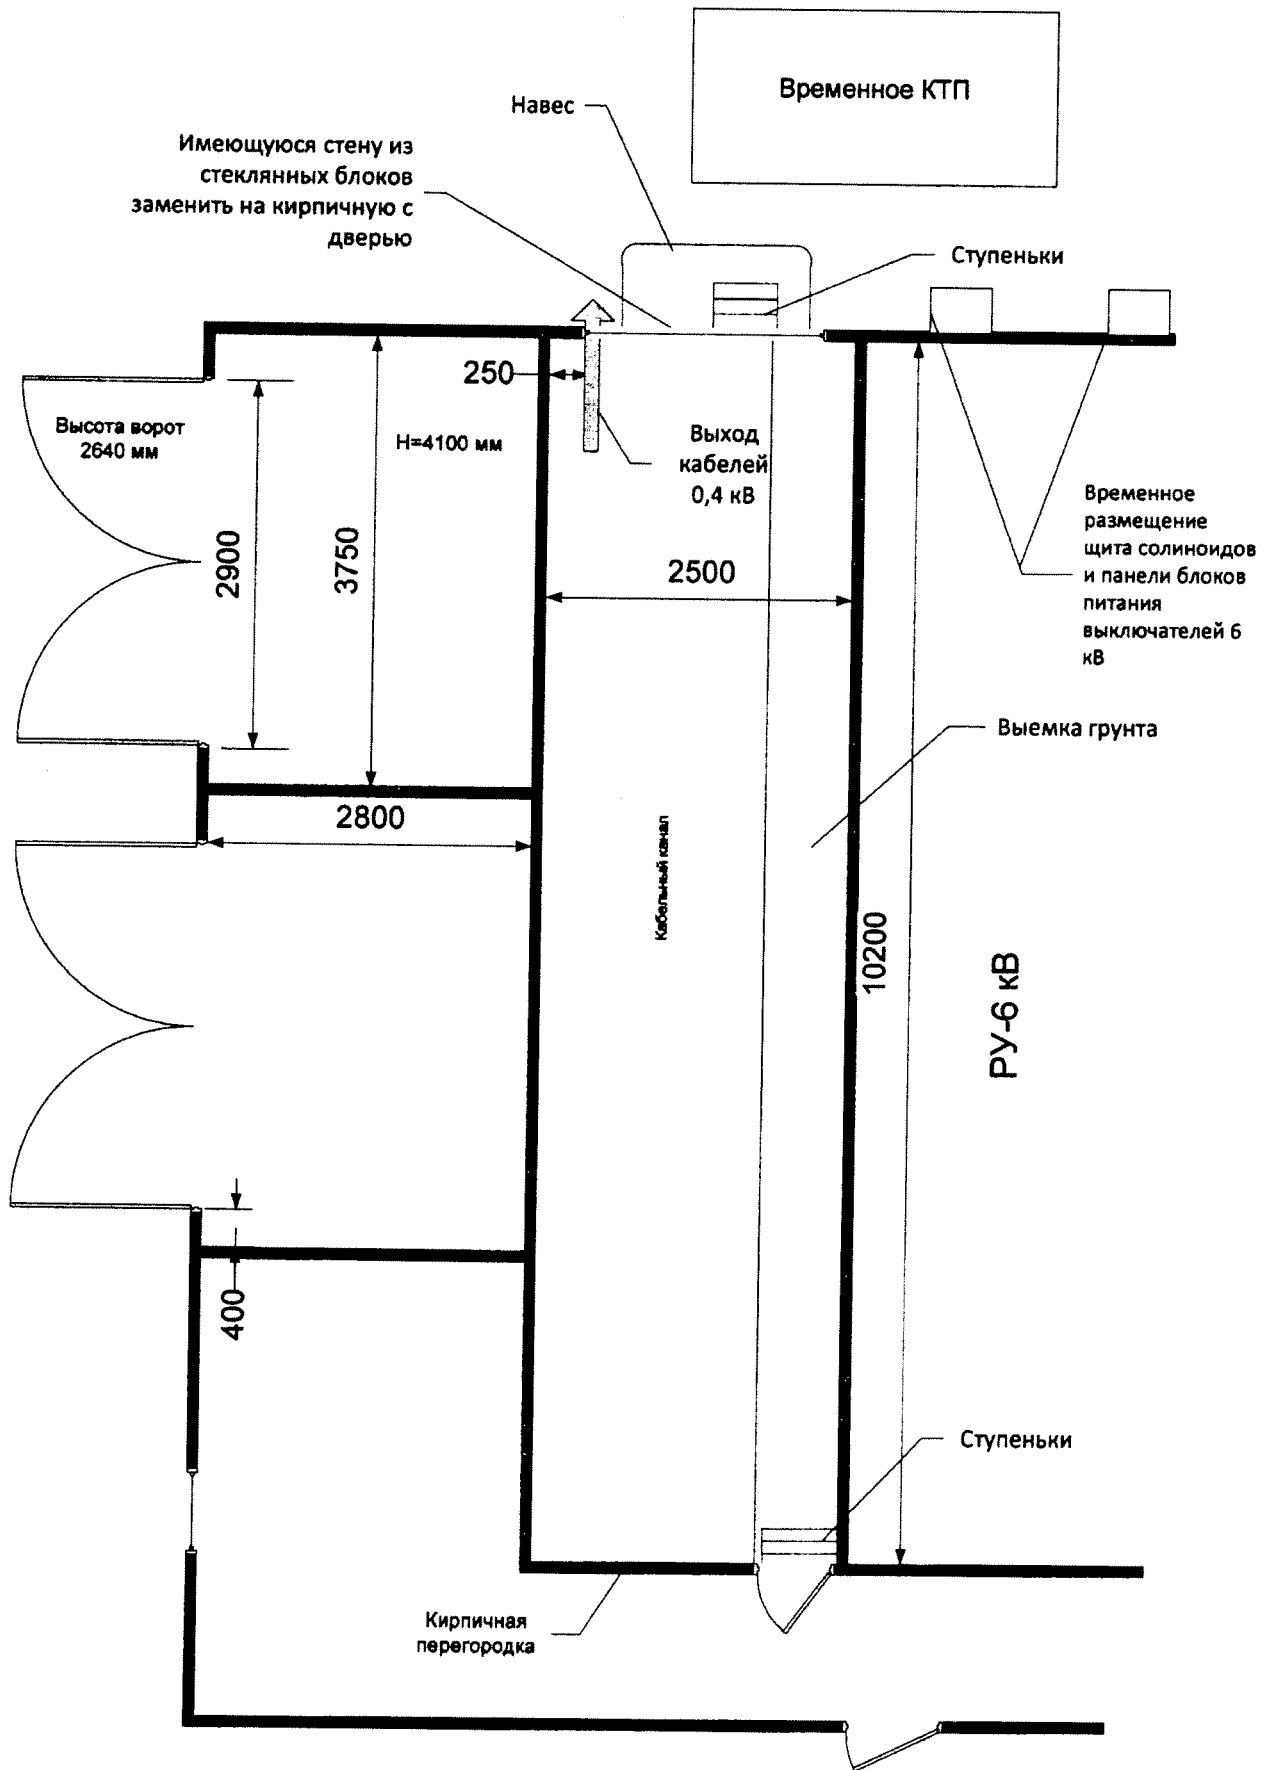 Временное КТП
Навес
Имеющуюся стену из
стеклянных блоков
заменить на кирпичную с
дверью
Ступеньки
250
Высота ворот
2640 мм
Н=4100 мм
Выход
кабелей
0,4 кВ
Временное
размещение
щита солиноидов
и панели блоков
питания
выключателей 6
кВ
2900
3750
2500
Выемка грунта
2800
Кабельный канал
10200
РУ-6 кВ
400
Ступеньки
Кирпичная
перегородка